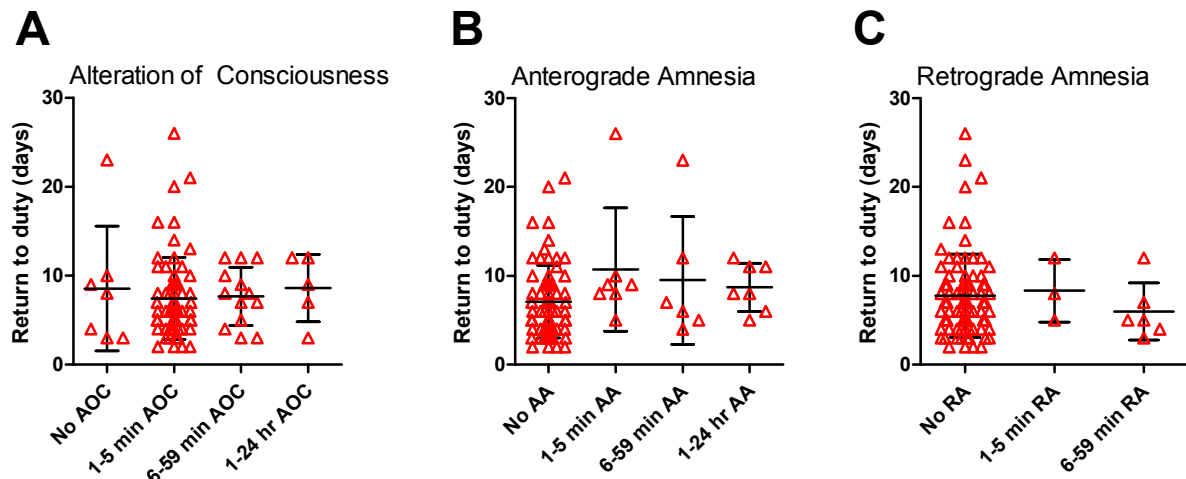 A
Alteration of Consciousness
Return to duty (days)
30
20
10
0
No AOC
1-5 min AOC
6-59 min AOC
1-24 hr AOC
B
Anterograde Amnesia
Return to duty (days)
30
20
10
0
No AA
1-5 min AA
6-59 min AA
1-24 hr AA
C
Retrograde Amnesia
Return to duty (days)
30
20
10
0
No RA
1-5 min RA
6-59 min RA